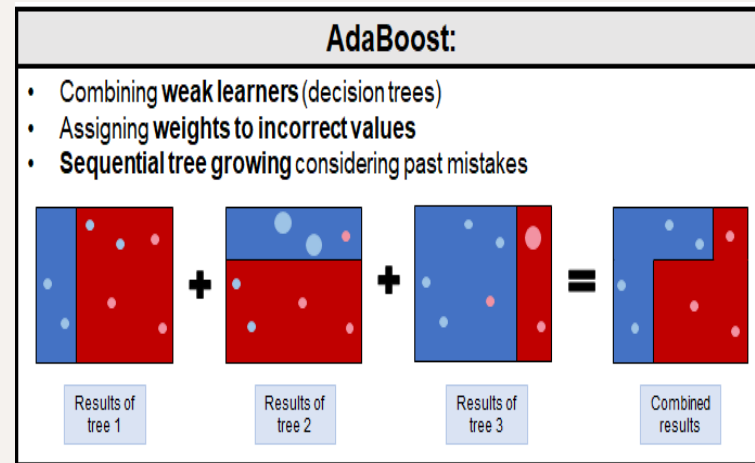 AdaBoost:
• Combining weak learners (decision trees)
• Assigning weights to incorrect values
• Sequential tree growing considering past mistakes
+ + =
Results of tree 1
Results of tree 2
Results of tree 3
Combined results